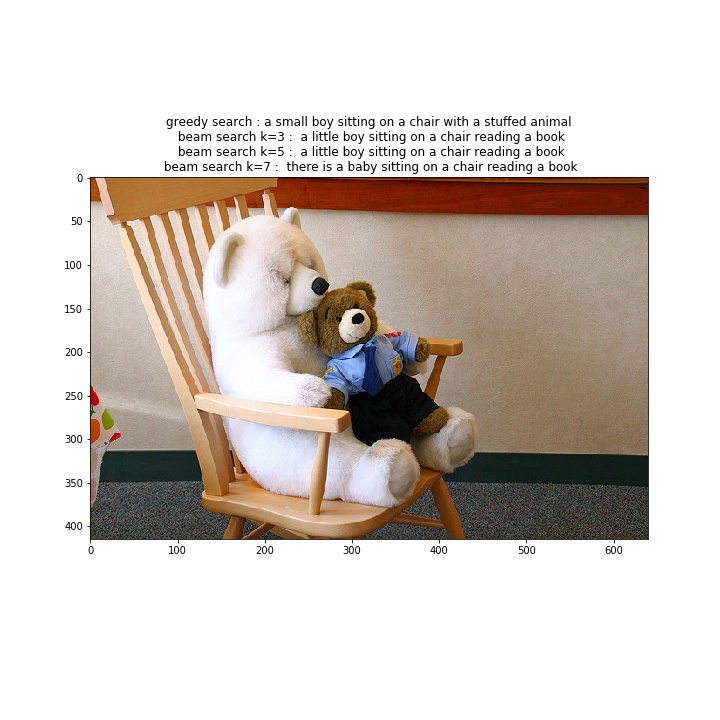 greedy search : a small boy sitting on a chair with a stuffed animal
beam search k=3 :  a little boy sitting on a chair reading a book
beam search k=5 :  a little boy sitting on a chair reading a book
beam search k=7 :  there is a baby sitting on a chair reading a book
0
50
100
150
200
250
300
350
400
0 100 200 300 400 500 600